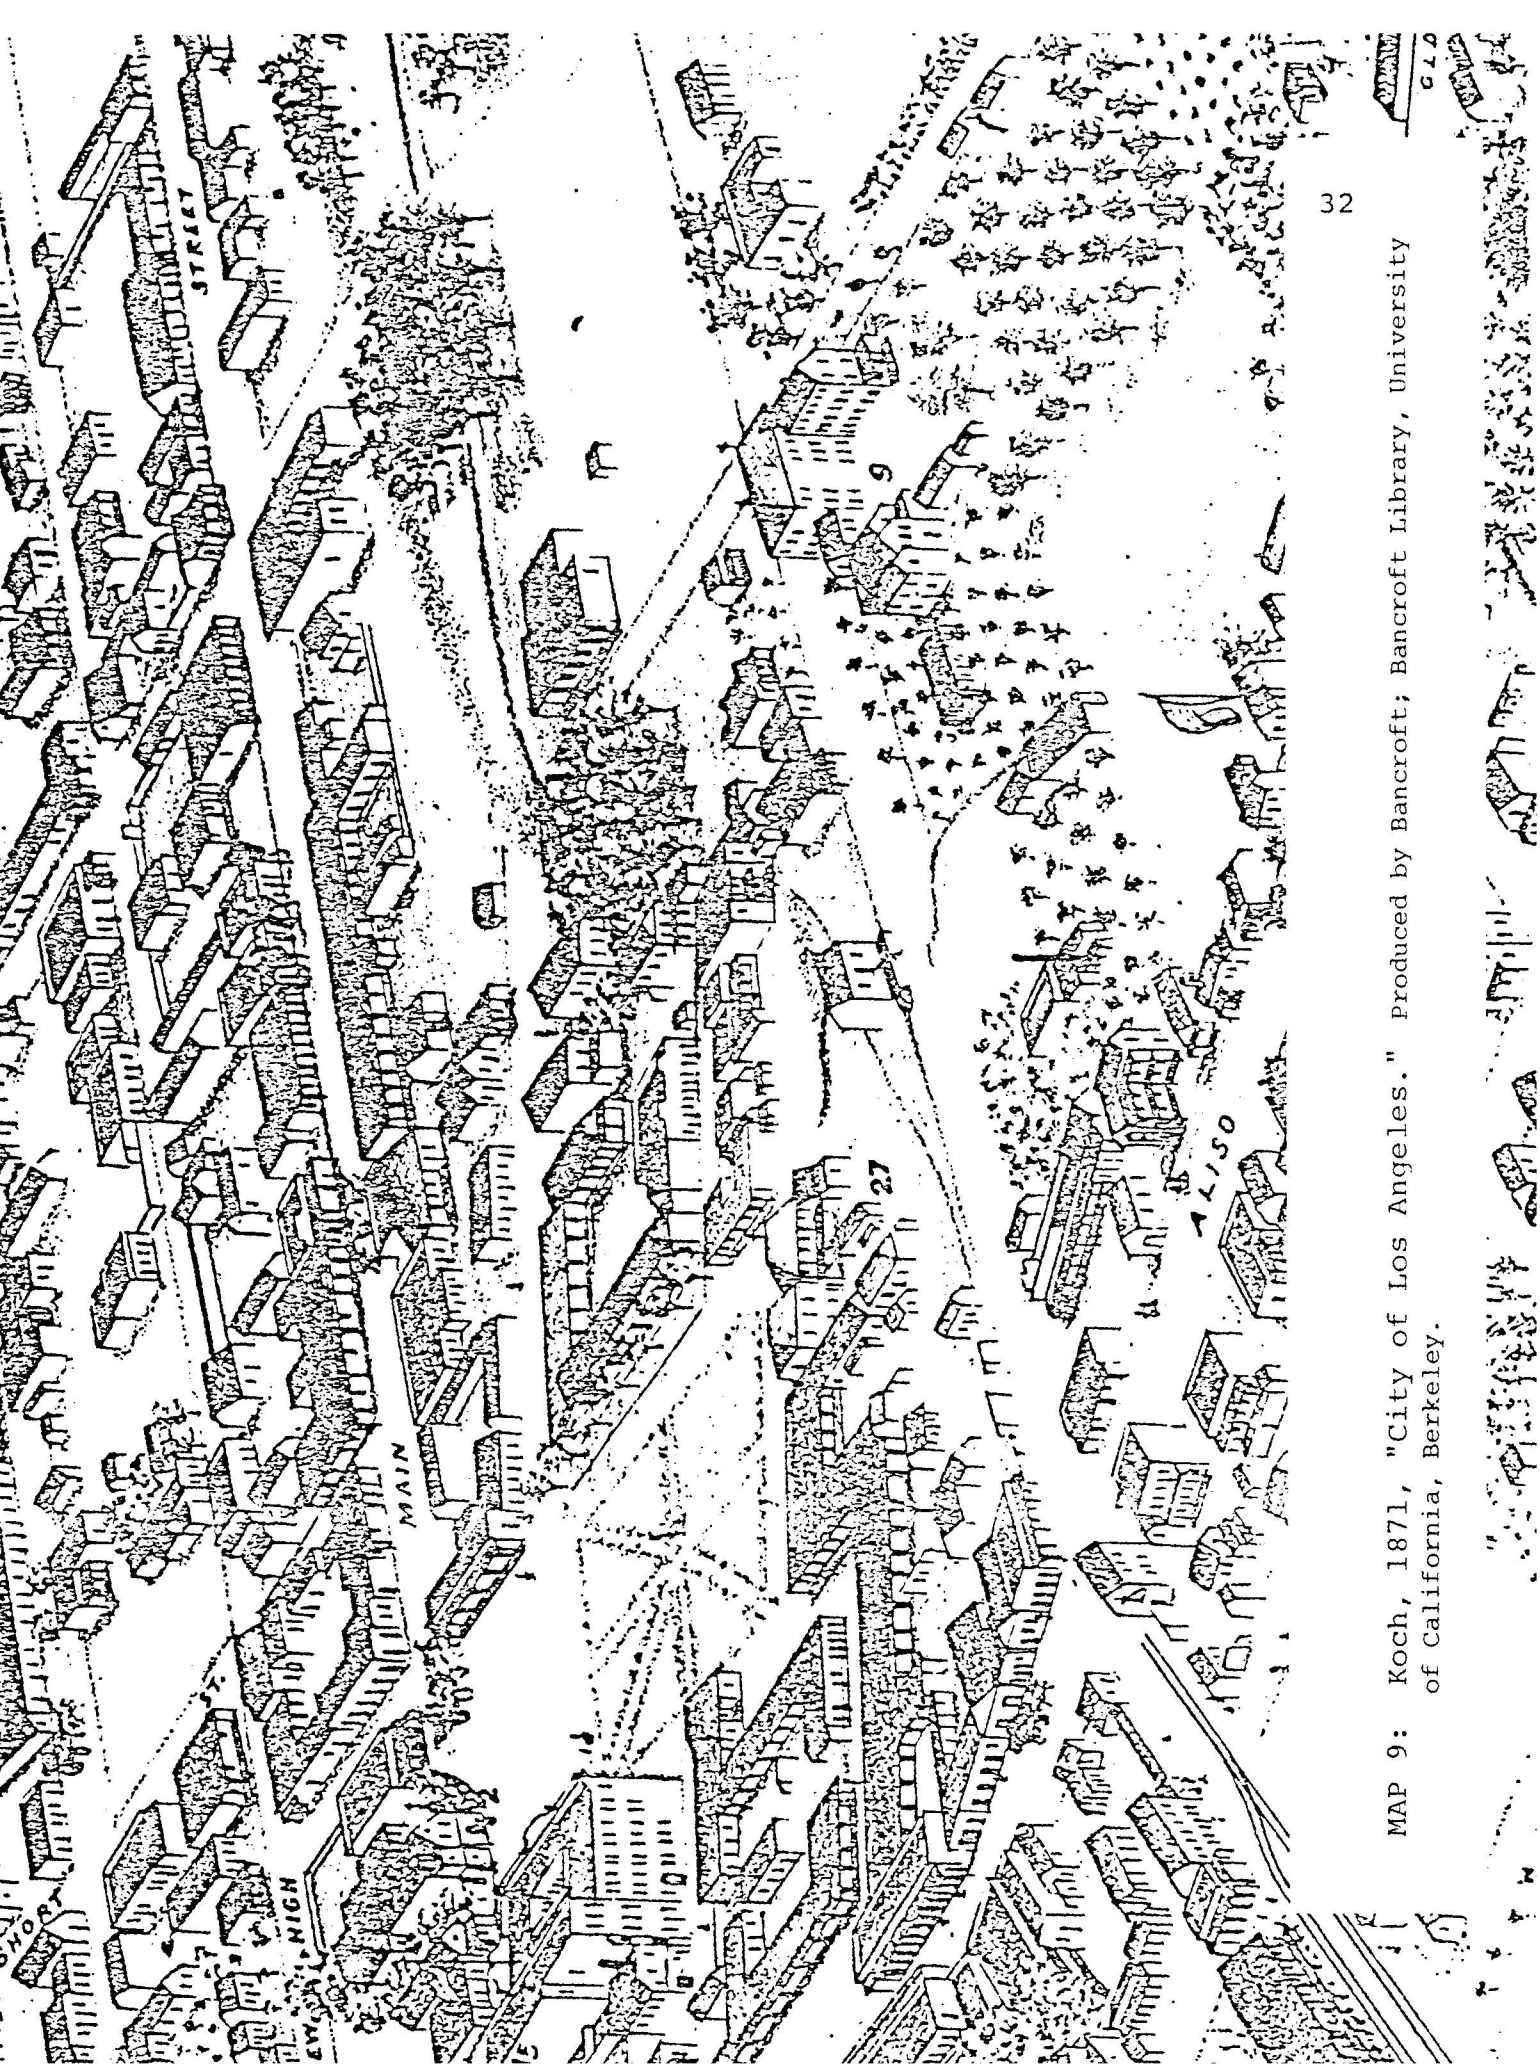 STREET
MAIN
ST.
HIGH
9
27
ALISO
32
MAP 9: Koch, 1871, "City of Los Angeles." Produced by Bancroft; Bancroft Library, University
of California, Berkeley.